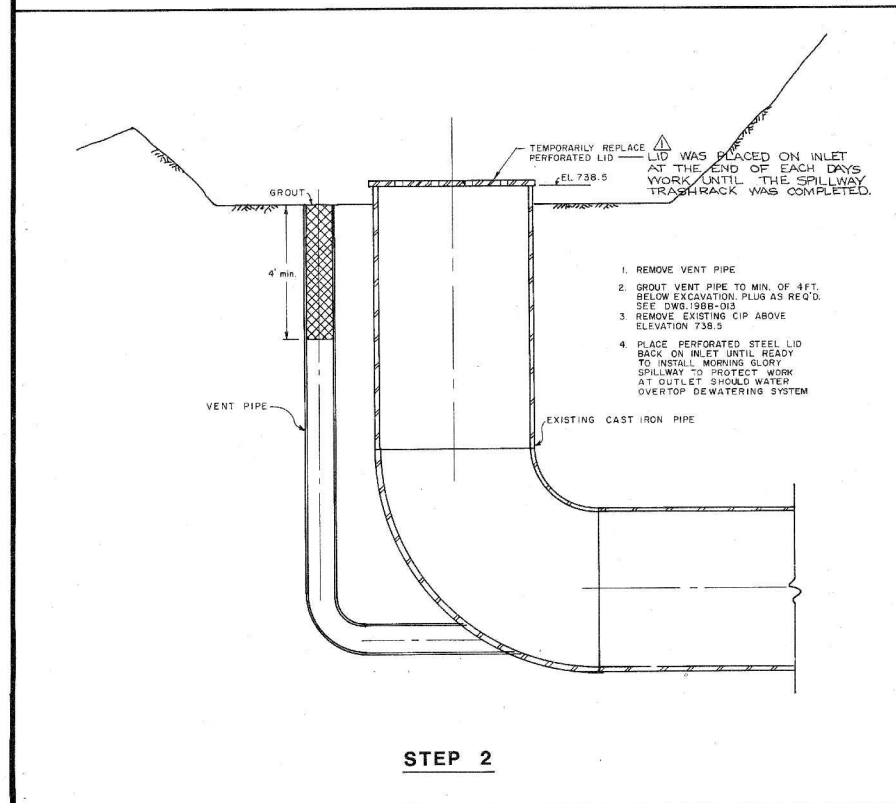 TEMPORARILY REPLACE
PERFORATED LID
1
LID WAS PLACED ON INLET
AT THE END OF EACH DAYS
WORK UNTIL THE SPILLWAY
TRASHRACK WAS COMPLETED.
EL 738.5
GROUT
4' min.
1. REMOVE VENT PIPE
2. GROUT VENT PIPE TO MIN. OF 4 FT.
BELOW EXCAVATION. PLUG AS REQ'D.
SEE DWG. 198B-013
3. REMOVE EXISTING CIP ABOVE
ELEVATION 738.5
4. PLACE PERFORATED STEEL LID
BACK ON INLET UNTIL READY
TO INSTALL MORNING GLORY
SPILLWAY TO PROTECT WORK
AT OUTLET SHOULD WATER
OVERTOP DEWATERING SYSTEM
VENT PIPE
EXISTING CAST IRON PIPE
STEP 2